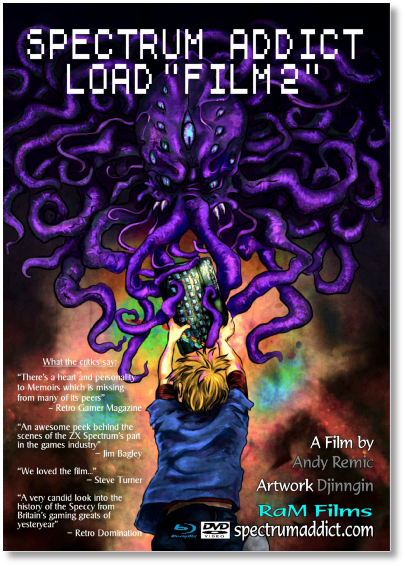 SPECTRUM ADDICT
LOAD "FILM2"
What the critics say:
“There’s a heart and personality
to Memoirs which is missing
from many of its peers”
– Retro Gamer Magazine
“An awesome peek behind the
scenes of the ZX Spectrum’s part
in the games industry”
– Jim Bagley
“We loved the film...”
– Steve Turner
“A very candid look into the
history of the Speccy from
Britain’s gaming greats of
yesteryear”
– Retro Domination
A Film by
Andy Remic
Artwork Djinngin
RaM Films
Blu-ray Disc DVD VIDEO
spectrumaddict.com